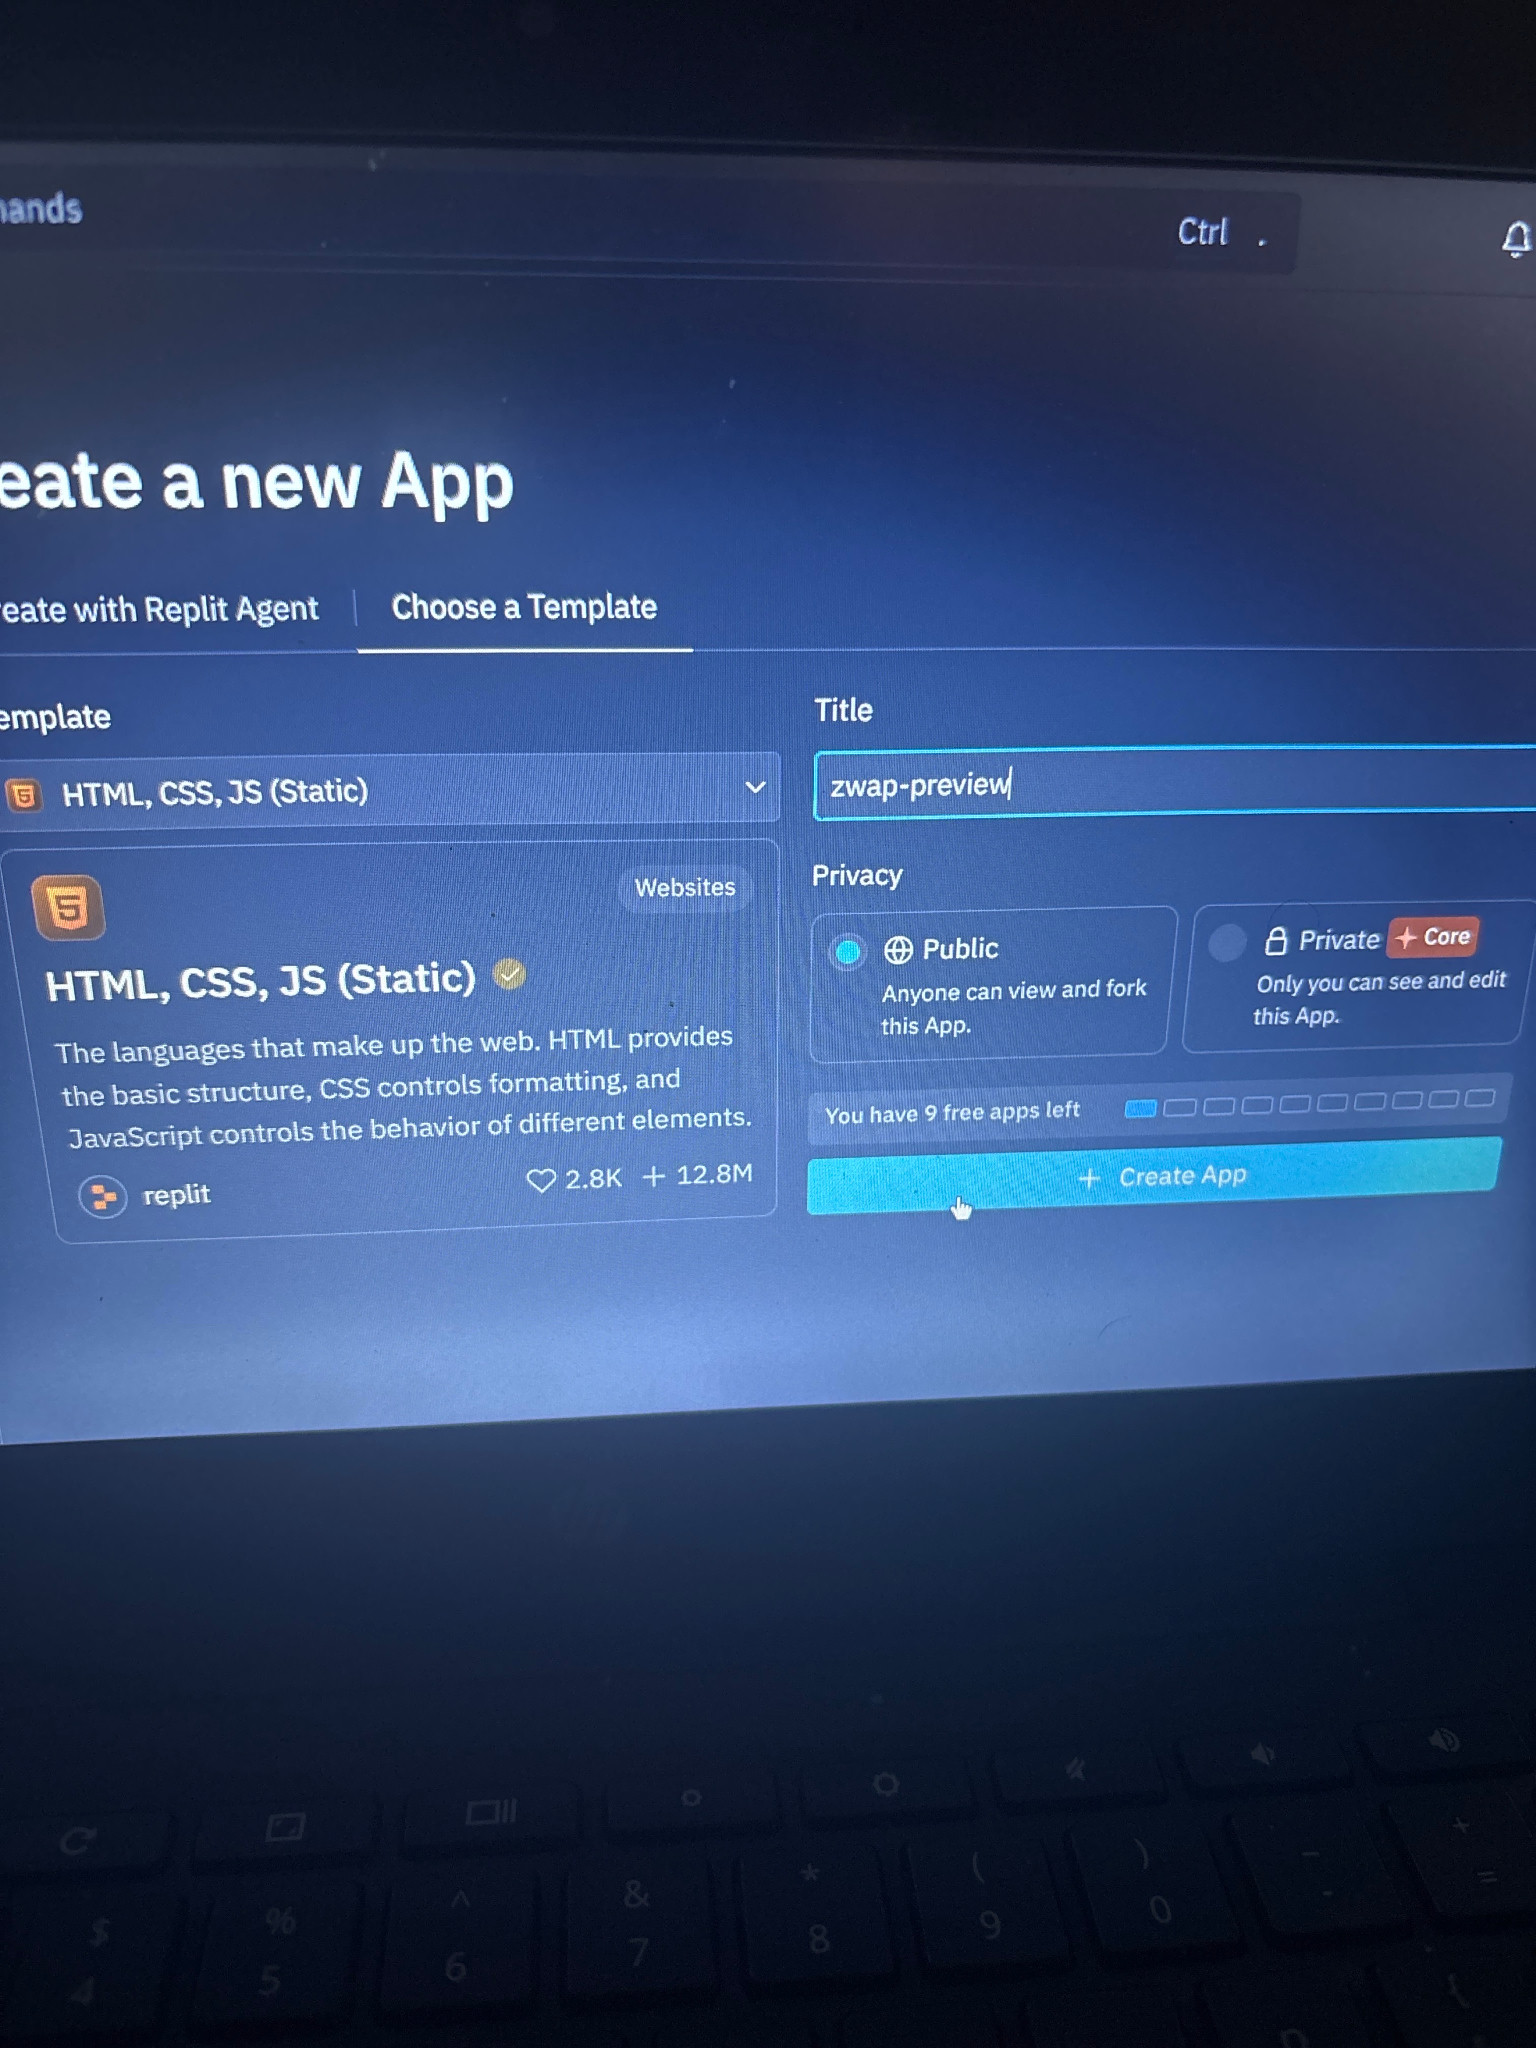 Ctrl .
a new App
with Replit Agent
Choose a Template
HTML, CSS, JS (Static)
Websites
HTML, CSS, JS (Static)
The languages that make up the web. HTML provides
the basic structure, CSS controls formatting, and
JavaScript controls the behavior of different elements.
replit
2.8K
+ 12.8M
Title
zwap-preview
Privacy
Public
Anyone can view and fork
this App.
Private
Core
Only you can see and edit
this App.
You have 9 free apps left
+ Create App
$ % ^ & * ( ) - +
4 5 6 7 8 9 0 - =
{